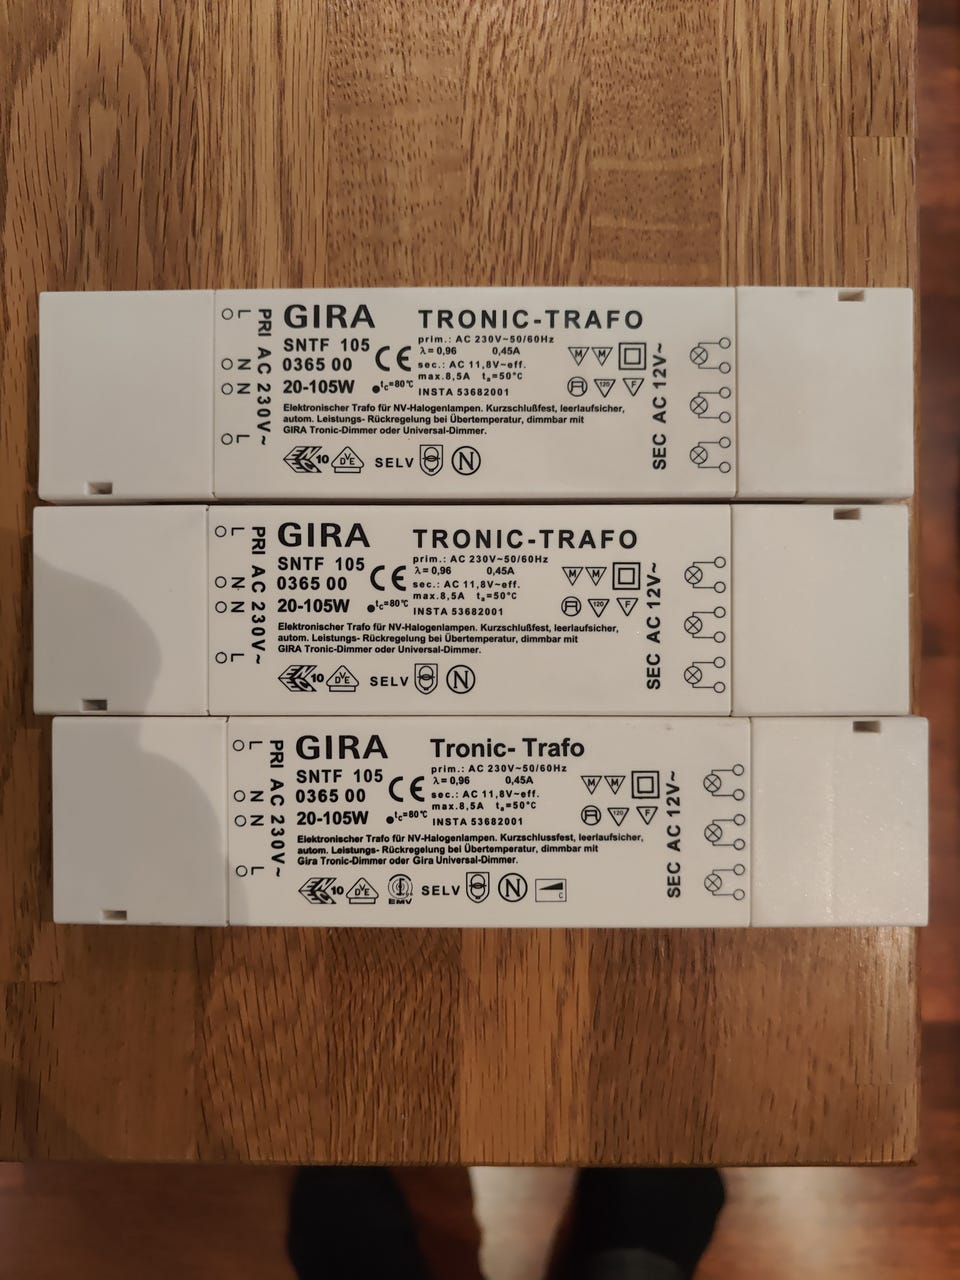 GIRA TRONIC-TRAFO
SNTF 105
0365 00
20-105W
CE
tc=80°C
prim.: AC 230V~50/60Hz
λ=0,96 0,45A
sec.: AC 11,8V~eff.
max.8,5A ta=50°C
INSTA 53682001
Elektronischer Trafo für NV-Halogenlampen. Kurzschlußfest, leerlaufsicher,
autom. Leistungs- Rückregelung bei Übertemperatur, dimmbar mit
GIRA Tronic-Dimmer oder Universal-Dimmer.
10 VDE SELV N
M M
120 F
L
N
N
L
PRI AC 230V~
SEC AC 12V~
GIRA TRONIC-TRAFO
SNTF 105
0365 00
20-105W
CE
tc=80°C
prim.: AC 230V~50/60Hz
λ=0,96 0,45A
sec.: AC 11,8V~eff.
max.8,5A ta=50°C
INSTA 53682001
Elektronischer Trafo für NV-Halogenlampen. Kurzschlußfest, leerlaufsicher,
autom. Leistungs- Rückregelung bei Übertemperatur, dimmbar mit
GIRA Tronic-Dimmer oder Universal-Dimmer.
10 VDE SELV N
M M
120 F
L
N
N
L
PRI AC 230V~
SEC AC 12V~
GIRA Tronic- Trafo
SNTF 105
0365 00
20-105W
CE
tc=80°C
prim.: AC 230V~50/60Hz
λ=0,96 0,45A
sec.: AC 11,8V~eff.
max.8,5A ta=50°C
INSTA 53682001
Elektronischer Trafo für NV-Halogenlampen. Kurzschlussfest, leerlaufsicher,
autom. Leistungs- Rückregelung bei Übertemperatur, dimmbar mit
Gira Tronic-Dimmer oder Gira Universal-Dimmer.
10 VDE EMV SELV N C
M M
120 F
L
N
N
L
PRI AC 230V~
SEC AC 12V~